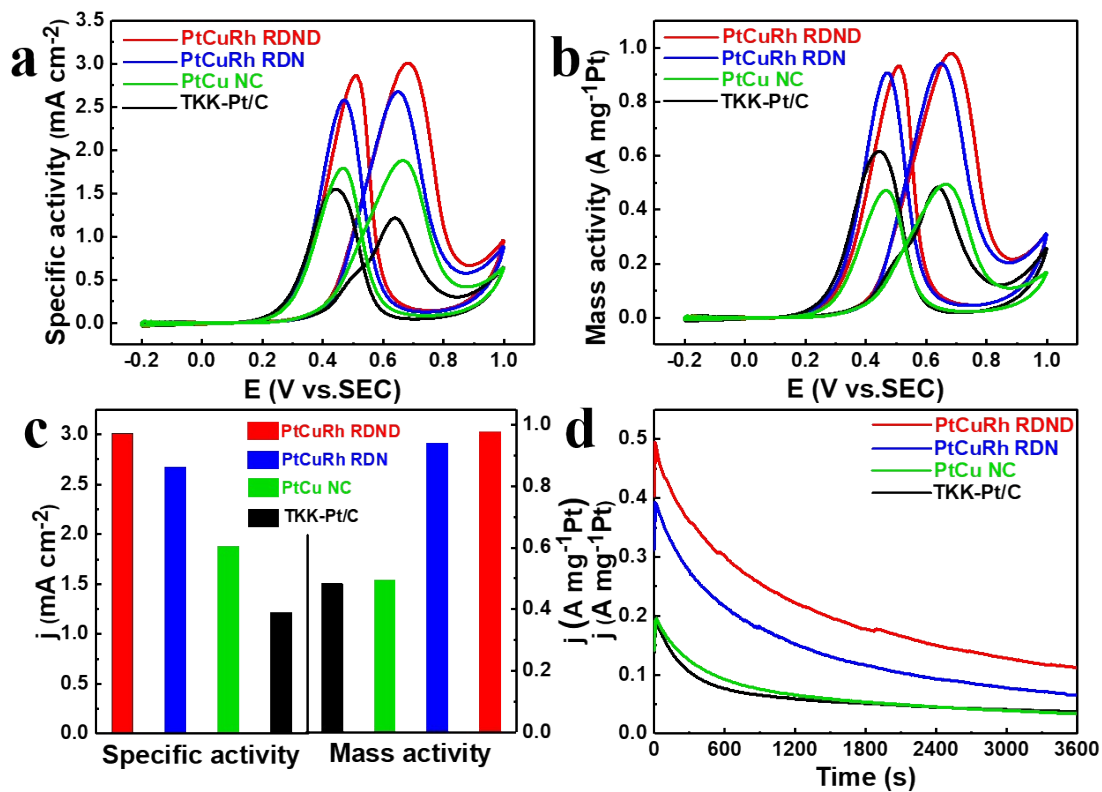 a
Specific activity (mA cm-2)
3.5
3.0
2.5
2.0
1.5
1.0
0.5
0.0
PtCuRh RDND
PtCuRh RDN
PtCu NC
TKK-Pt/C
-0.2 0.0 0.2 0.4 0.6 0.8 1.0
E (V vs.SEC)
b
Mass activity (A mg-1Pt)
1.0
0.8
0.6
0.4
0.2
0.0
PtCuRh RDND
PtCuRh RDN
PtCu NC
TKK-Pt/C
-0.2 0.0 0.2 0.4 0.6 0.8 1.0
E (V vs.SEC)
c
j (mA cm-2)
3.0
2.5
2.0
1.5
1.0
0.5
0.0
PtCuRh RDND
PtCuRh RDN
PtCu NC
TKK-Pt/C
1.0
0.8
0.6
0.4
0.2
0.0
j (A mg-1Pt)
Specific activity Mass activity
d
j (A mg-1Pt)
0.5
0.4
0.3
0.2
0.1
0.0
PtCuRh RDND
PtCuRh RDN
PtCu NC
TKK-Pt/C
0 600 1200 1800 2400 3000 3600
Time (s)